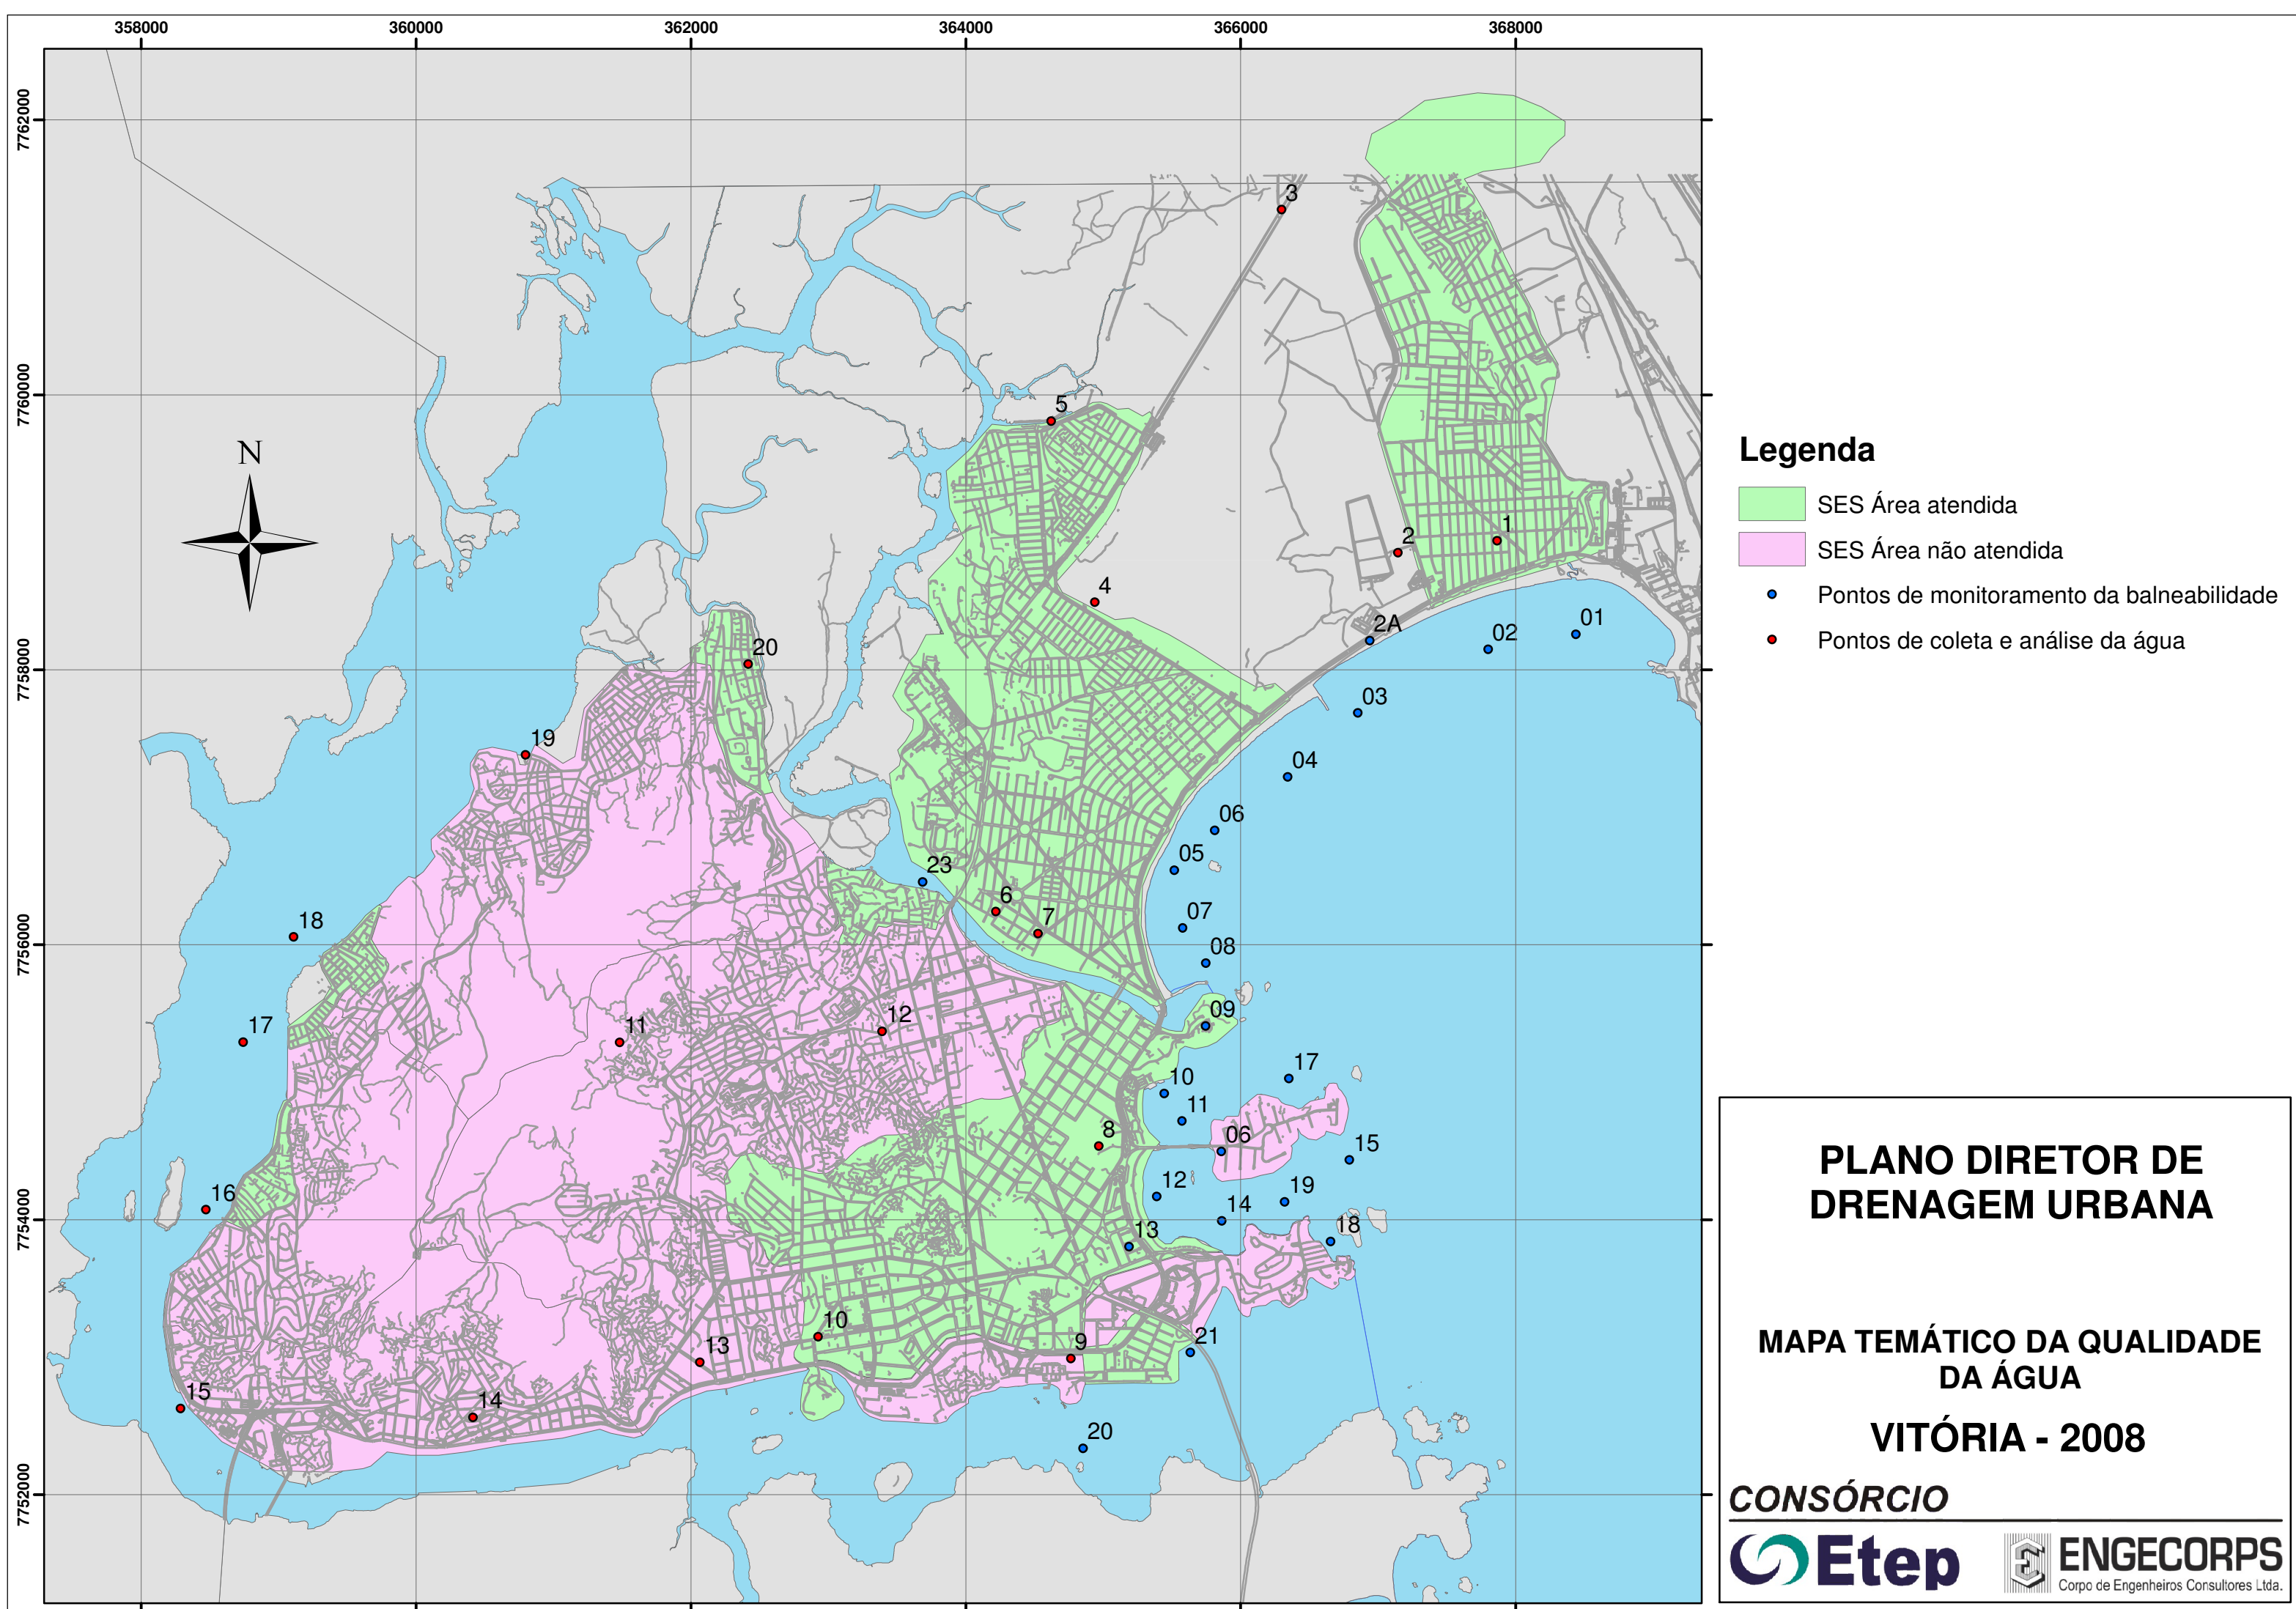 358000 360000 362000 364000 366000 368000
7762000
7760000
7758000
7756000
7754000
7752000
N
3
5
1
2
4
2A
02
01
20
03
19
04
06
05
23
6
7
07
18
08
17
11
12
09
17
10
11
8
06
15
16
12
19
14
13
18
10
21
13
9
15
14
20
Legenda
SES Área atendida
SES Área não atendida
Pontos de monitoramento da balneabilidade
Pontos de coleta e análise da água
PLANO DIRETOR DE
DRENAGEM URBANA
MAPA TEMÁTICO DA QUALIDADE
DA ÁGUA
VITÓRIA - 2008
CONSÓRCIO
Etep
ENGECORPS
Corpo de Engenheiros Consultores Ltda.